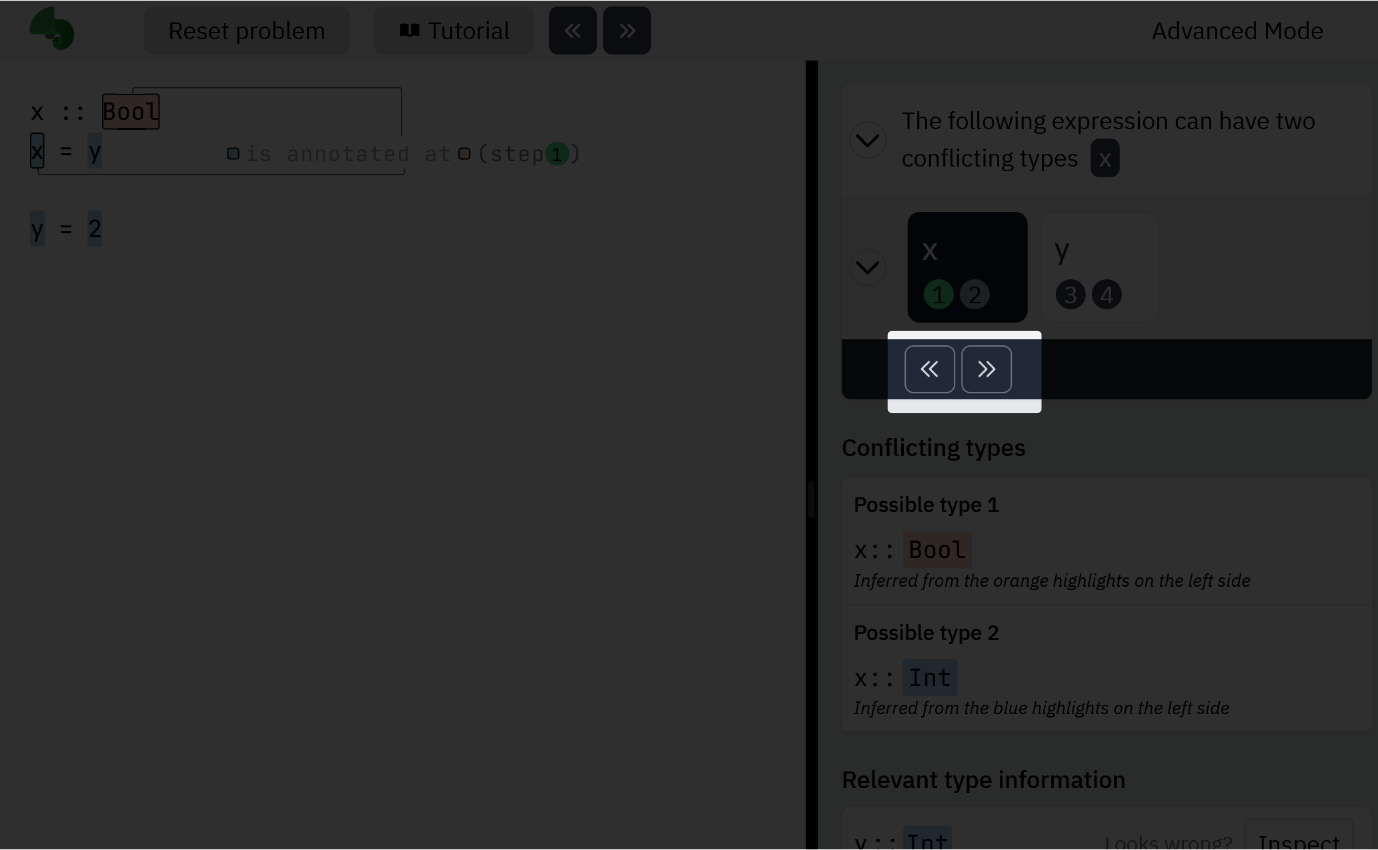 Reset problem
Tutorial
«
»
Advanced Mode
x :: Bool
x = y
is annotated at (step 1)
y = 2
The following expression can have two
conflicting types x
x
1 2
y
3 4
« »
Conflicting types
Possible type 1
x:: Bool
Inferred from the orange highlights on the left side
Possible type 2
x:: Int
Inferred from the blue highlights on the left side
Relevant type information
y:: Int
Looks wrong?
Inspect